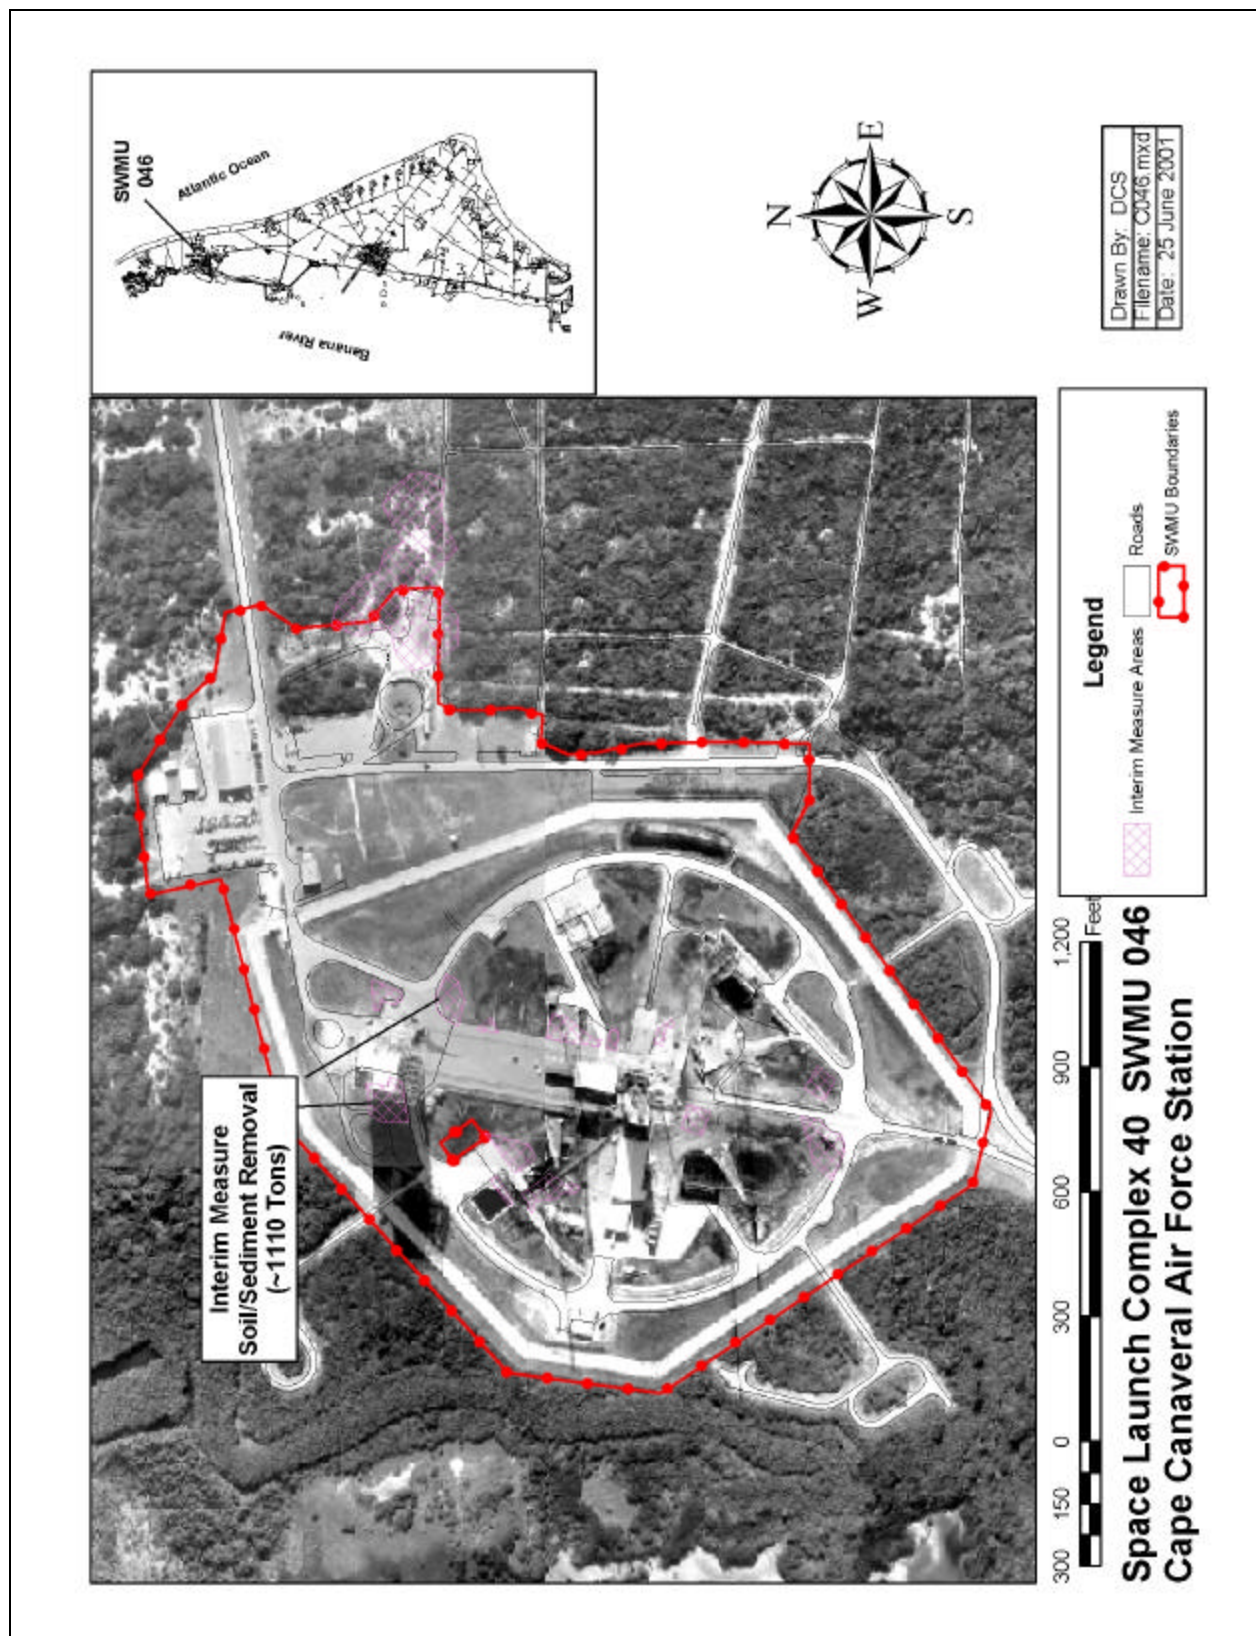 SWMU
046
Atlantic Ocean
Banana River
N
E
S
W
Drawn By: DCS
Filename: C046.mxd
Date: 25 June 2001
Interim Measure
Soil/Sediment Removal
(~1110 Tons)
Legend
Interim Measure Areas
Roads
SWMU Boundaries
300 150 0 300 600 900 1,200
Feet
Space Launch Complex 40 SWMU 046
Cape Canaveral Air Force Station